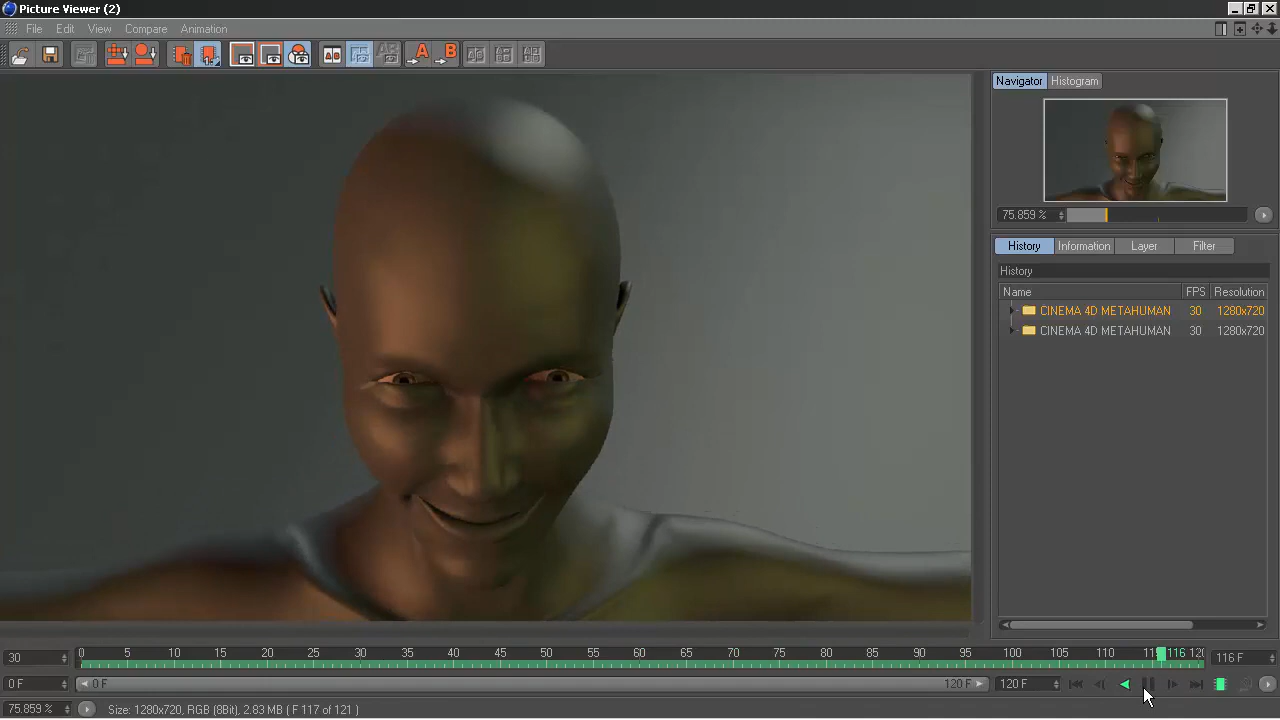 Picture Viewer (2)
File Edit View Compare Animation
AB A B
Navigator Histogram
75.859 %
History Information Layer Filter
History
Name FPS Resolution
CINEMA 4D METAHUMAN 30 1280x720
CINEMA 4D METAHUMAN 30 1280x720
30 0 5 10 15 20 25 30 35 40 45 50 55 60 65 70 75 80 85 90 95 100 105 110 116 120 116 F
0 F 0 F 120 F 120 F
75.859 % Size: 1280x720, RGB (8Bit), 2.83 MB ( F 117 of 121 )